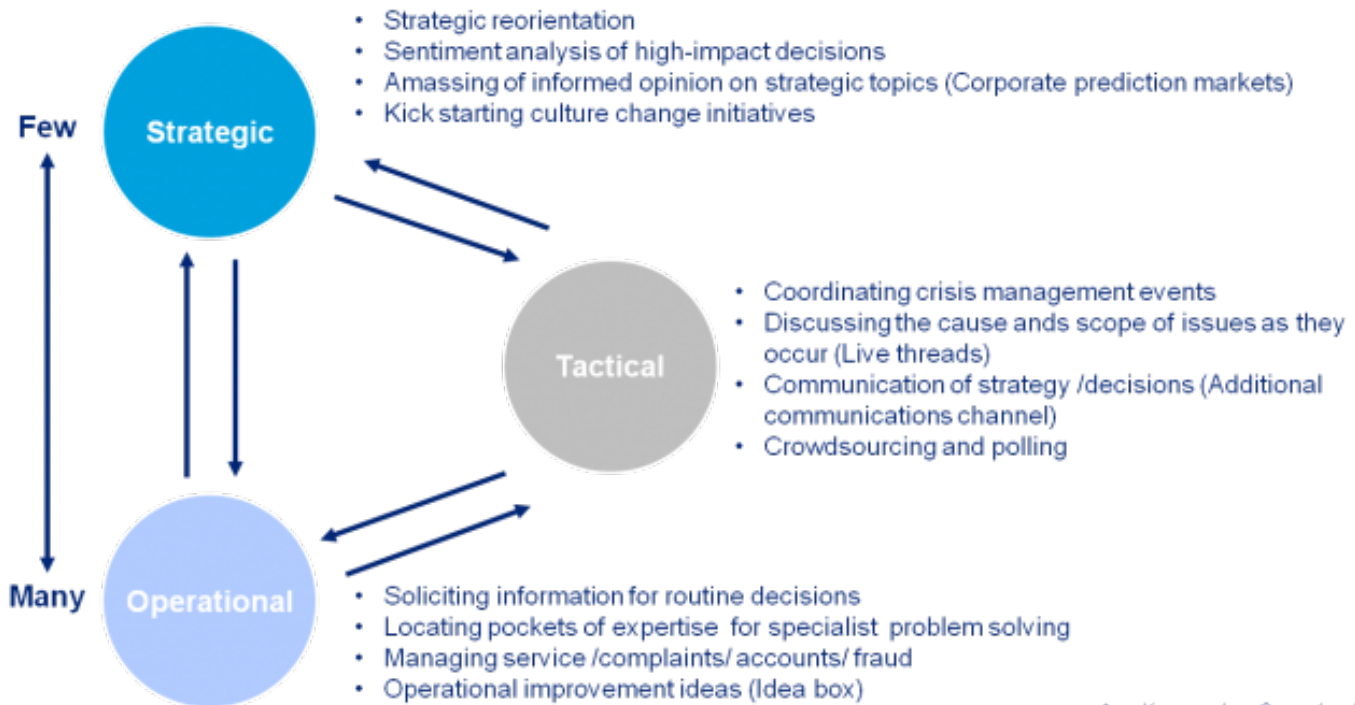 • Strategic reorientation
• Sentiment analysis of high-impact decisions
• Amassing of informed opinion on strategic topics (Corporate prediction markets)
• Kick starting culture change initiatives
Few
Strategic
Tactical
• Coordinating crisis management events
• Discussing the cause ands scope of issues as they
occur (Live threads)
• Communication of strategy /decisions (Additional
communications channel)
• Crowdsourcing and polling
Many
Operational
• Soliciting information for routine decisions
• Locating pockets of expertise for specialist problem solving
• Managing service /complaints/ accounts/ fraud
• Operational improvement ideas (Idea box)